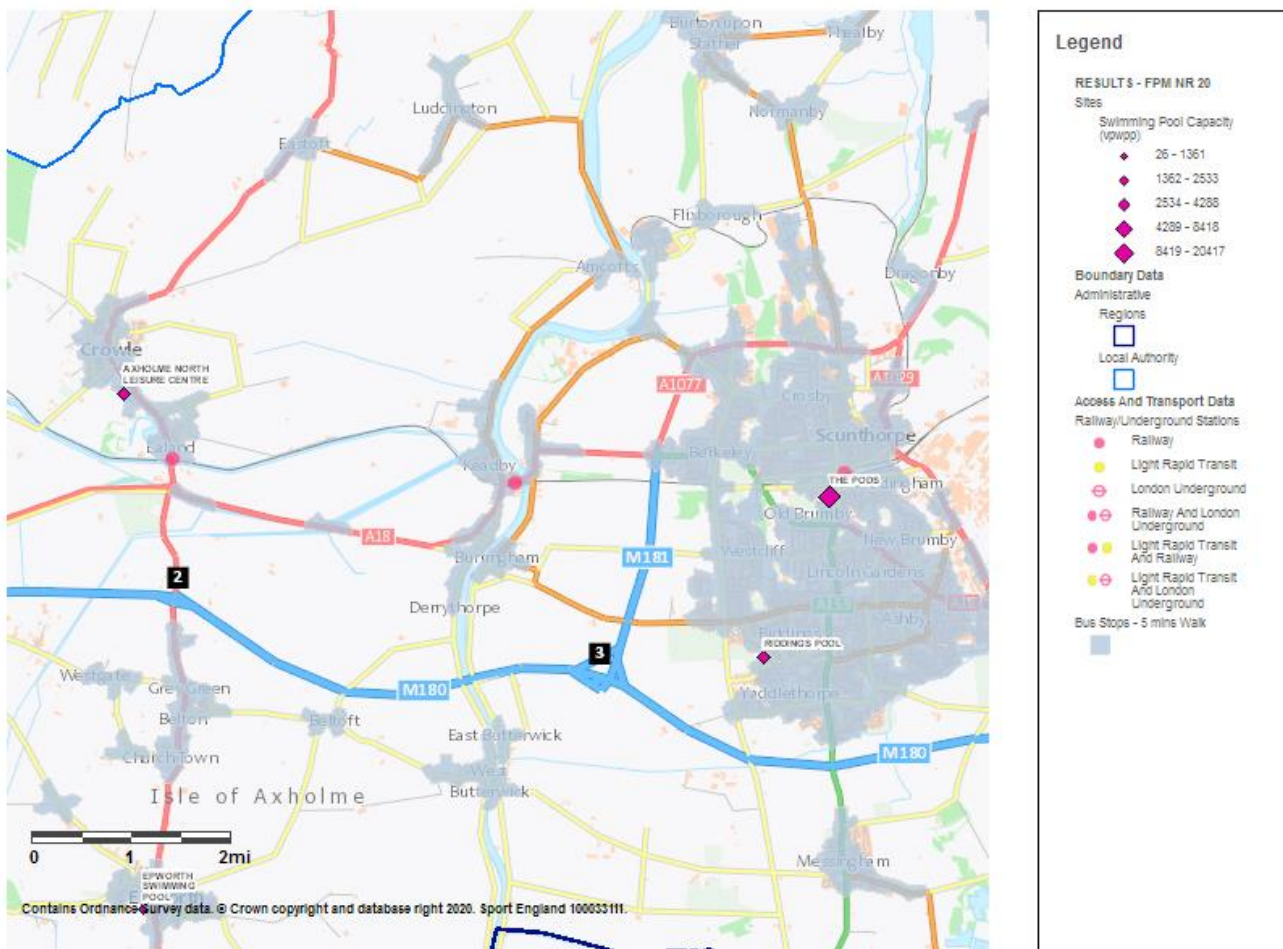 Burton upon
Stather
Thealby
Luddington
Normanby
Eastoft
Flixborough
Amcotts
Dragonby
Crowle
AXHOLME NORTH
LEISURE CENTRE
A1077
Crosby
Scunthorpe
Ealand
Keadby
Berkeley
THE PODS
Old Brumby
New Brumby
A18
Burringham
M181
Westcliff
Lincoln Gardens
2
Derrythorpe
Ashby
Riddings
RIDDINGS POOL
3
Westgate
Grey Green
M180
Yaddlethorpe
Belton
Beltoft
East Butterwick
M180
Church Town
West
Butterwick
Isle of Axholme
0 1 2mi
Messingham
EPWORTH
SWIMMING
POOL
Contains Ordnance Survey data. © Crown copyright and database right 2020. Sport England 100033111.
Legend
RESULTS - FPM NR 20
Sites
Swimming Pool Capacity
(vpwpp)
26 - 1361
1362 - 2533
2534 - 4288
4289 - 8418
8419 - 20417
Boundary Data
Administrative
Regions
Local Authority
Access And Transport Data
Railway/Underground Stations
Railway
Light Rapid Transit
London Underground
Railway And London
Underground
Light Rapid Transit
And Railway
Light Rapid Transit
And London
Underground
Bus Stops - 5 mins Walk